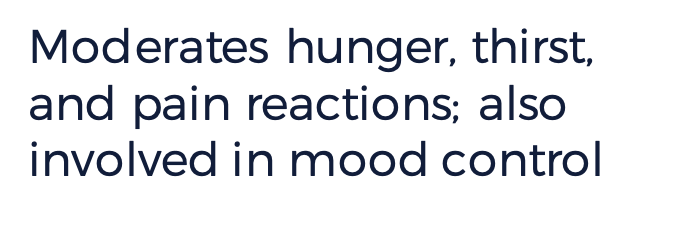 Moderates hunger, thirst,
and pain reactions; also
involved in mood control